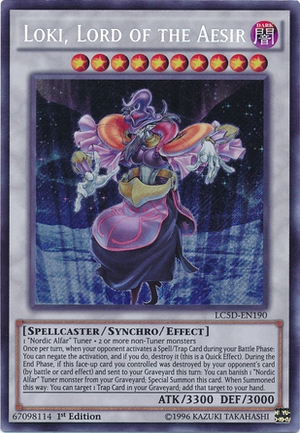 LOKI, LORD OF THE AESIR
DARK
闇
LC5D-EN190
[SPELLCASTER/SYNCHRO/EFFECT]
1 "Nordic Alfar" Tuner + 2 or more non-Tuner monsters
Once per turn, when your opponent activates a Spell/Trap Card during your Battle Phase:
You can negate the activation, and if you do, destroy it (this is a Quick Effect). During the
End Phase, if this face-up card you controlled was destroyed by your opponent's card
(by battle or card effect) and sent to your Graveyard this turn: You can banish 1 "Nordic
Alfar" Tuner monster from your Graveyard; Special Summon this card. When Summoned
this way: You can target 1 Trap Card in your Graveyard; add that target to your hand.
ATK/3300 DEF/3000
67098114 1st Edition ©1996 KAZUKI TAKAHASHI